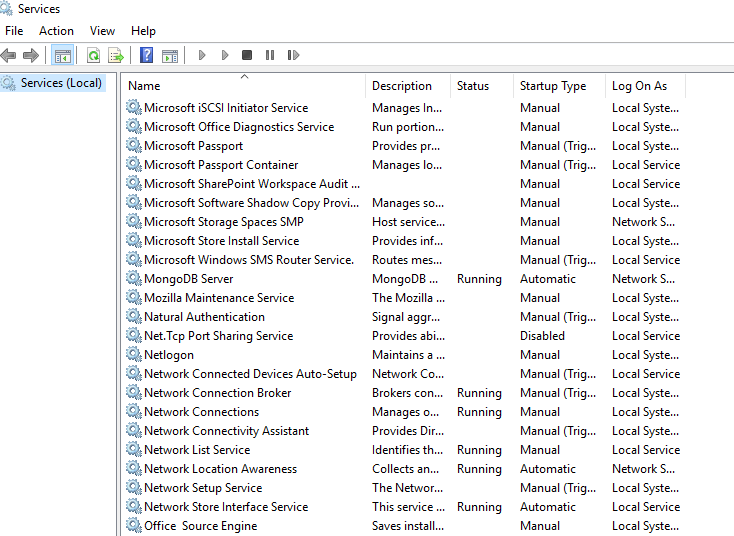 Services
File Action View Help
Services (Local)
Name Description Status Startup Type Log On As
Microsoft iSCSI Initiator Service Manages In... Manual Local Syste...
Microsoft Office Diagnostics Service Run portion... Manual Local Syste...
Microsoft Passport Provides pr... Manual (Trig... Local Syste...
Microsoft Passport Container Manages lo... Manual (Trig... Local Service
Microsoft SharePoint Workspace Audit ... Manual Local Service
Microsoft Software Shadow Copy Provi... Manages so... Manual Local Syste...
Microsoft Storage Spaces SMP Host service... Manual Network S...
Microsoft Store Install Service Provides inf... Manual Local Syste...
Microsoft Windows SMS Router Service. Routes mes... Manual (Trig... Local Syste...
MongoDB Server MongoDB ... Running Automatic Network S...
Mozilla Maintenance Service The Mozilla ... Manual Local Syste...
Natural Authentication Signal aggr... Manual (Trig... Local Syste...
Net.Tcp Port Sharing Service Provides abi... Disabled Local Service
Netlogon Maintains a ... Manual Local Syste...
Network Connected Devices Auto-Setup Network Co... Manual (Trig... Local Service
Network Connection Broker Brokers con... Running Manual (Trig... Local Syste...
Network Connections Manages o... Running Manual Local Syste...
Network Connectivity Assistant Provides Dir... Manual (Trig... Local Syste...
Network List Service Identifies th... Running Manual Local Service
Network Location Awareness Collects an... Running Automatic Network S...
Network Setup Service The Networ... Manual (Trig... Local Syste...
Network Store Interface Service This service ... Running Automatic Local Service
Office  Source Engine Saves install... Manual Local Syste...